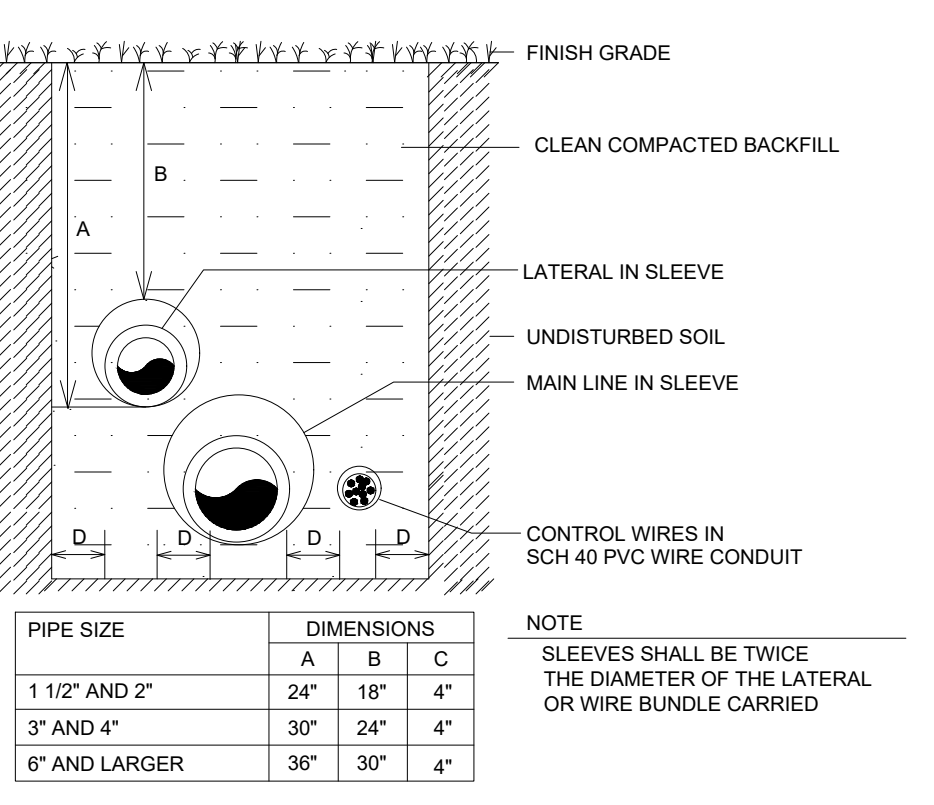 FINISH GRADE
CLEAN COMPACTED BACKFILL
B
A
LATERAL IN SLEEVE
UNDISTURBED SOIL
MAIN LINE IN SLEEVE
CONTROL WIRES IN
SCH 40 PVC WIRE CONDUIT
D D D D
PIPE SIZE DIMENSIONS
A B C
1 1/2" AND 2" 24" 18" 4"
3" AND 4" 30" 24" 4"
6" AND LARGER 36" 30" 4"
NOTE
SLEEVES SHALL BE TWICE
THE DIAMETER OF THE LATERAL
OR WIRE BUNDLE CARRIED